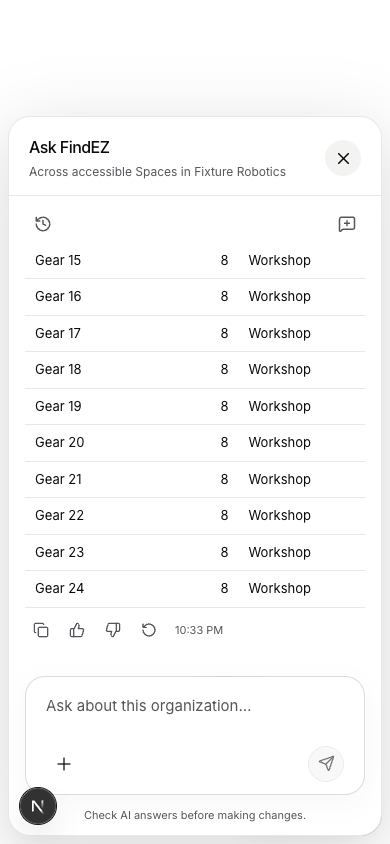 Ask FindEZ
Across accessible Spaces in Fixture Robotics
Gear 15 8 Workshop
Gear 16 8 Workshop
Gear 17 8 Workshop
Gear 18 8 Workshop
Gear 19 8 Workshop
Gear 20 8 Workshop
Gear 21 8 Workshop
Gear 22 8 Workshop
Gear 23 8 Workshop
Gear 24 8 Workshop
10:33 PM
Ask about this organization...
N
Check AI answers before making changes.